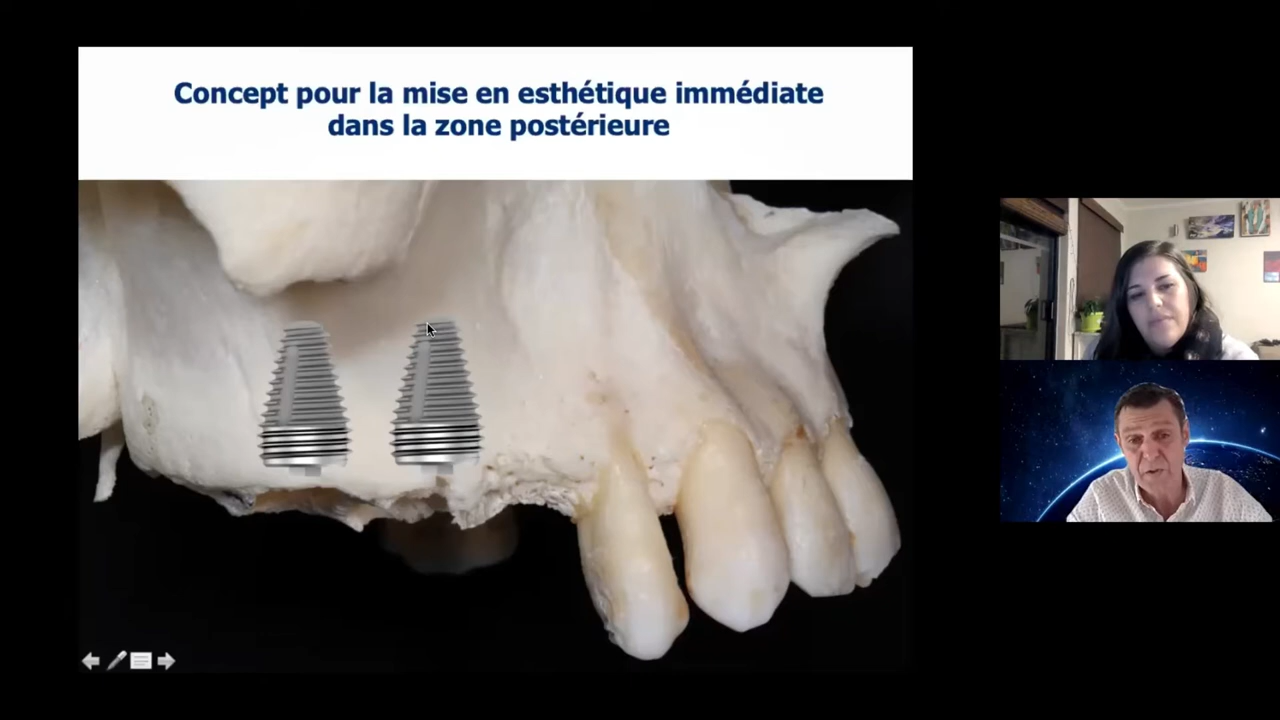 Concept pour la mise en esthétique immédiate
dans la zone postérieure